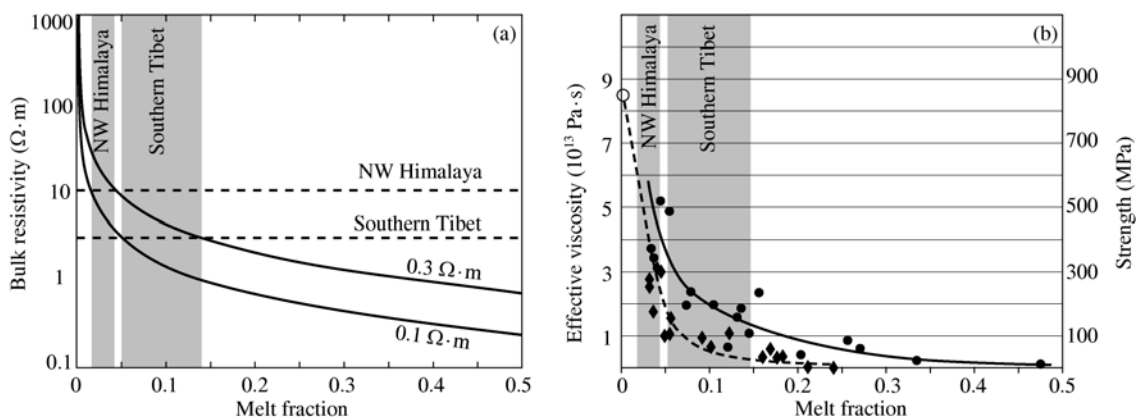 (a)
1000
100
10
1
0.1
Bulk resistivity (Ω·m)
NW Himalaya
Southern Tibet
NW Himalaya
Southern Tibet
0.3 Ω·m
0.1 Ω·m
0 0.1 0.2 0.3 0.4 0.5
Melt fraction
(b)
9
7
5
3
1
Effective viscosity (10¹³ Pa·s)
NW Himalaya
Southern Tibet
900
700
500
300
100
Strength (MPa)
0 0.1 0.2 0.3 0.4 0.5
Melt fraction